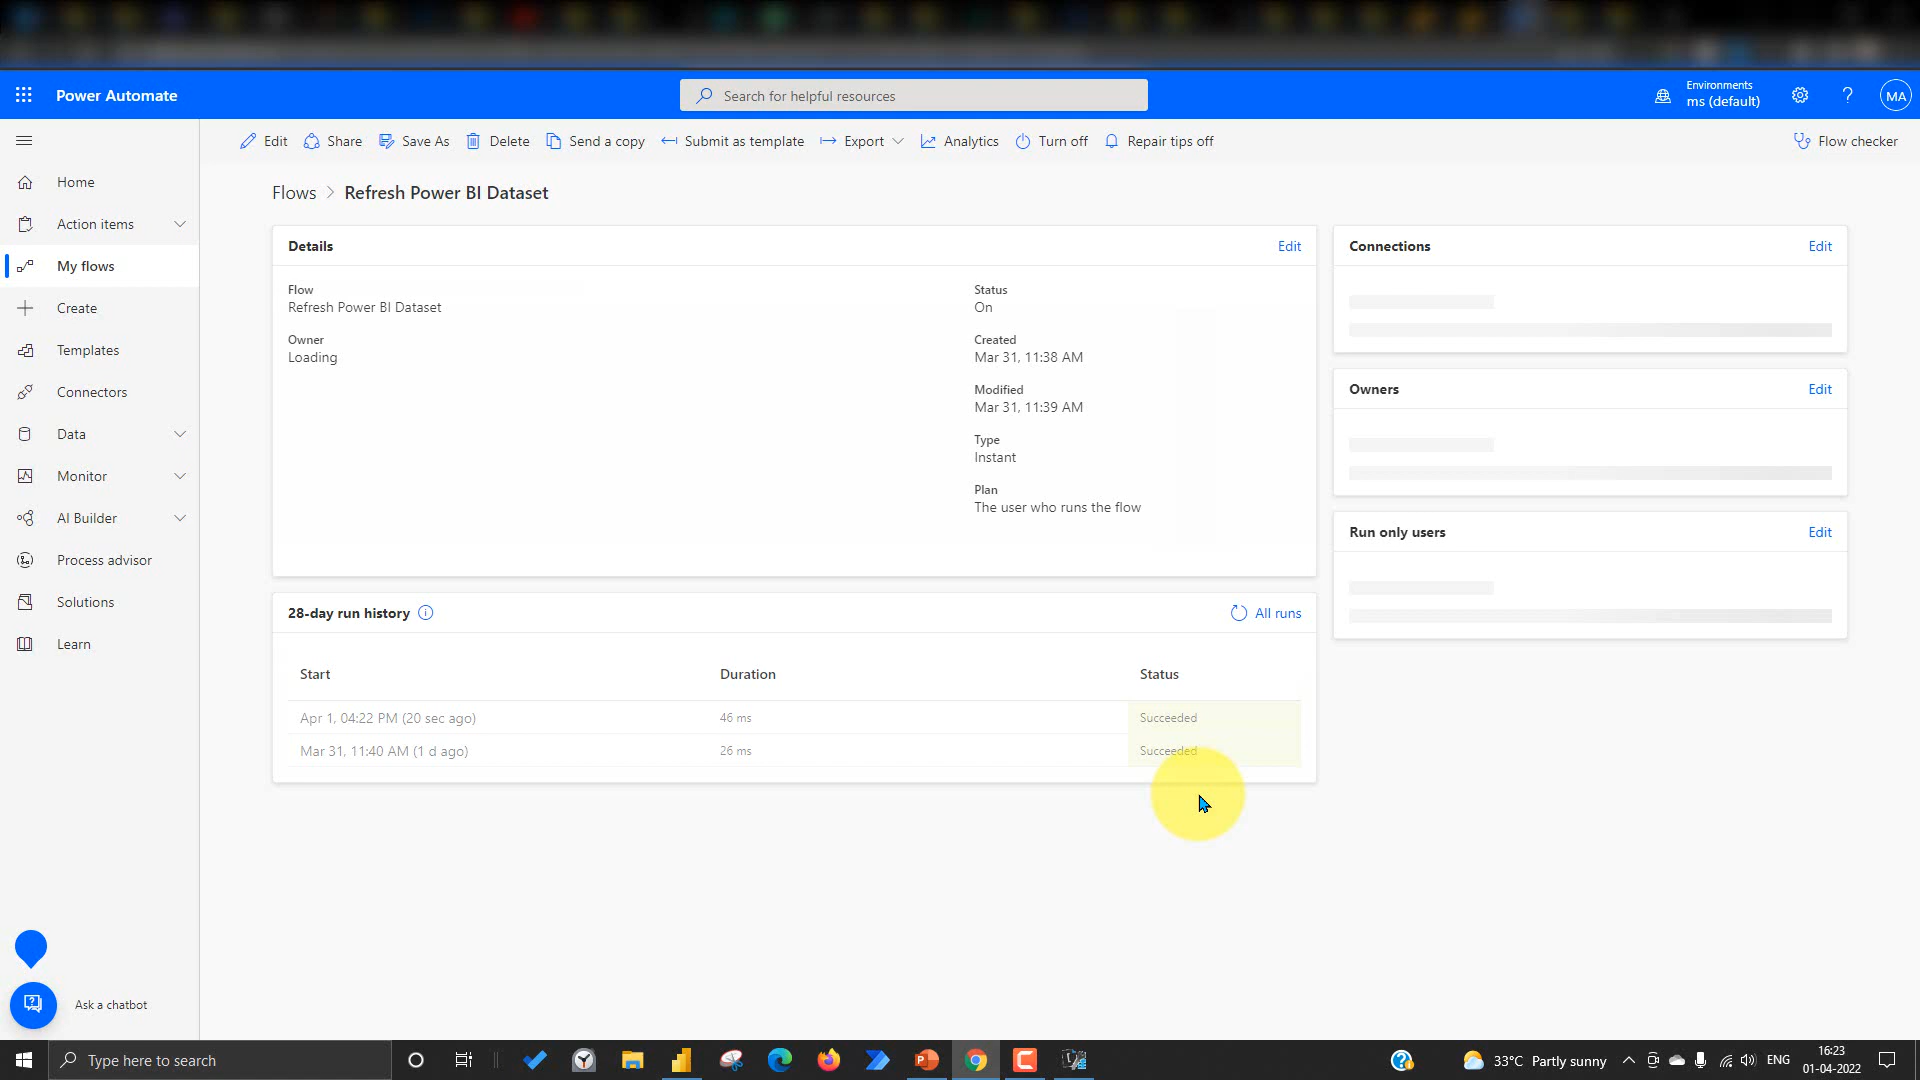 Power Automate
Search for helpful resources
Environments
ms (default)
?
MA
Edit
Share
Save As
Delete
Send a copy
Submit as template
Export
Analytics
Turn off
Repair tips off
Flow checker
Home
Action items
My flows
Create
Templates
Connectors
Data
Monitor
AI Builder
Process advisor
Solutions
Learn
Ask a chatbot
Flows > Refresh Power BI Dataset
Details
Edit
Flow
Refresh Power BI Dataset
Owner
Loading
Status
On
Created
Mar 31, 11:38 AM
Modified
Mar 31, 11:39 AM
Type
Instant
Plan
The user who runs the flow
28-day run history
All runs
Start Duration Status
Apr 1, 04:22 PM (20 sec ago) 46 ms Succeeded
Mar 31, 11:40 AM (1 d ago) 26 ms Succeeded
Connections
Edit
Owners
Edit
Run only users
Edit
Type here to search
33°C Partly sunny
ENG
16:23
01-04-2022